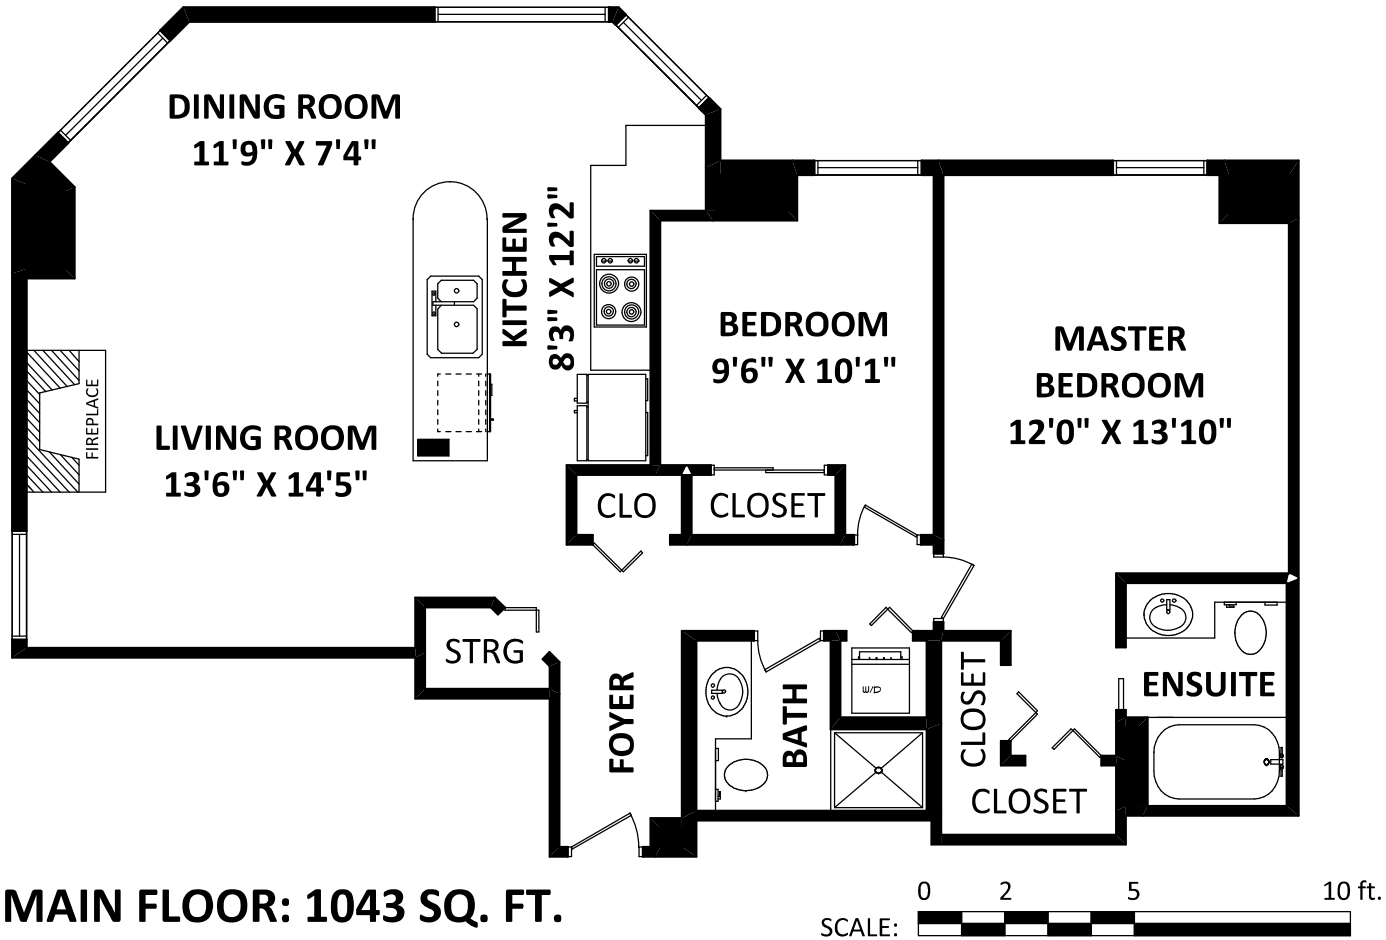 DINING ROOM
11'9" X 7'4"
KITCHEN
8'3" X 12'2"
BEDROOM
9'6" X 10'1"
MASTER
BEDROOM
12'0" X 13'10"
FIREPLACE
LIVING ROOM
13'6" X 14'5"
CLO
CLOSET
STRG
FOYER
BATH
W/D
CLOSET
CLOSET
ENSUITE
MAIN FLOOR: 1043 SQ. FT.
0 2 5 10 ft.
SCALE: